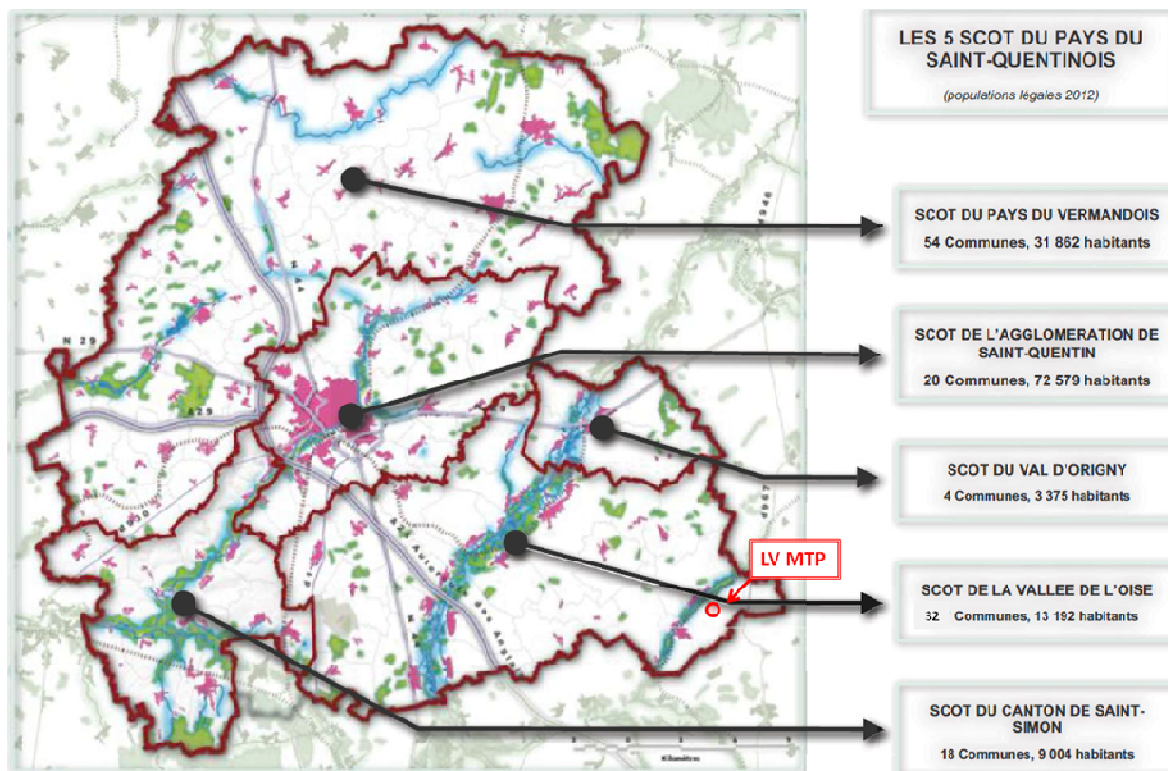 LES 5 SCOT DU PAYS DU
SAINT-QUENTINOIS
(populations légales 2012)
SCOT DU PAYS DU VERMANDOIS
54 Communes, 31 862 habitants
SCOT DE L'AGGLOMERATION DE
SAINT-QUENTIN
20 Communes, 72 579 habitants
SCOT DU VAL D'ORIGNY
4 Communes, 3 375 habitants
SCOT DE LA VALLEE DE L'OISE
32 Communes, 13 192 habitants
SCOT DU CANTON DE SAINT-
SIMON
18 Communes, 9 004 habitants
LV MTP
N 29
A29
N 44
Kilomètres